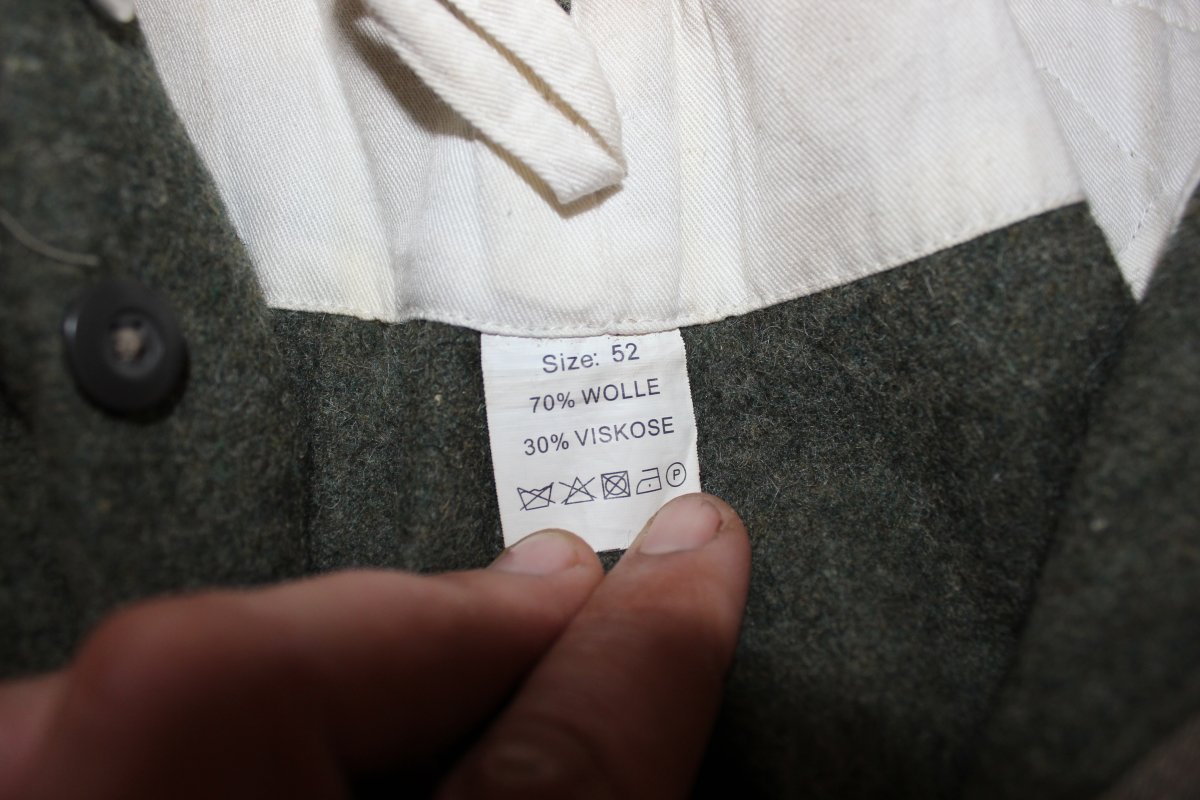 Size: 52
70% WOLLE
30% VISKOSE
P